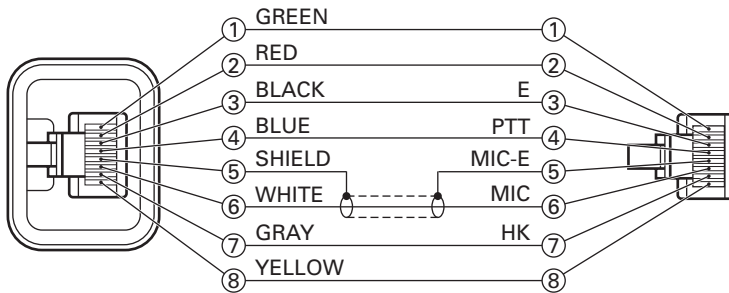 ① GREEN ①
② RED ②
③ BLACK E ③
④ BLUE PTT ④
⑤ SHIELD MIC-E ⑤
⑥ WHITE MIC ⑥
⑦ GRAY HK ⑦
⑧ YELLOW ⑧